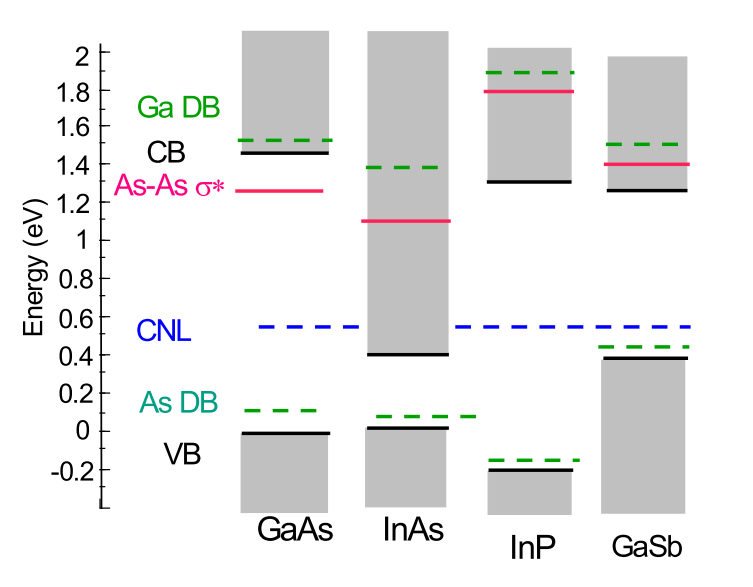 2
1.8
Ga DB
1.6
CB
1.4
As-As σ*
1.2
1
Energy (eV)
0.8
0.6
CNL
0.4
0.2
As DB
0
VB
-0.2
GaAs
InAs
InP
GaSb